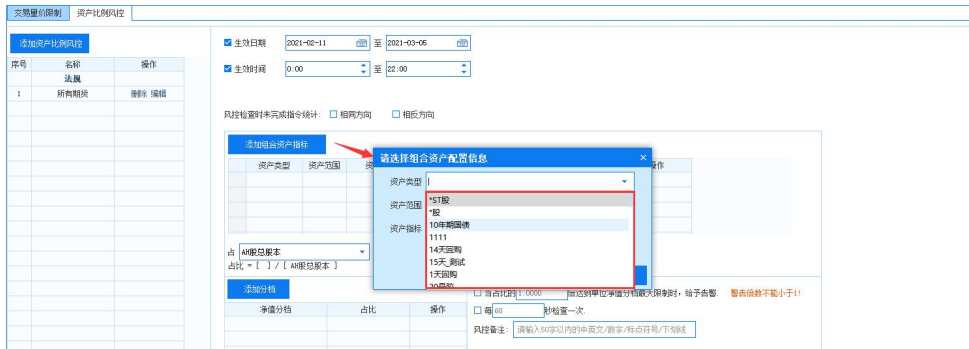 交易量价限制 资产比例风控
添加资产比例风控
序号 名称 操作
法规
1 所有期货 删除 编辑
生效日期 2021-02-11 至 2021-03-05
生效时间 0:00 至 22:00
风控检查时未完成指令统计: 相同方向 相反方向
添加组合资产指标
资产类型 资产范围 资 操作
请选择组合资产配置信息 ×
资产类型
资产范围
资产指标
*ST股
*股
10年期国债
1111
14天回购
15天_测试
1天回购
占 AH股总股本
占比 = [ ] / [ AH股总股本 ]
添加分档
净值分档 占比 操作
当占比的 1.0000 倍达到单位净值分档最大限制时，给予告警. 警告倍数不能小于1!
每 60 秒检查一次.
风控备注: 请输入50字以内的中英文/数字/标点符号/下划线